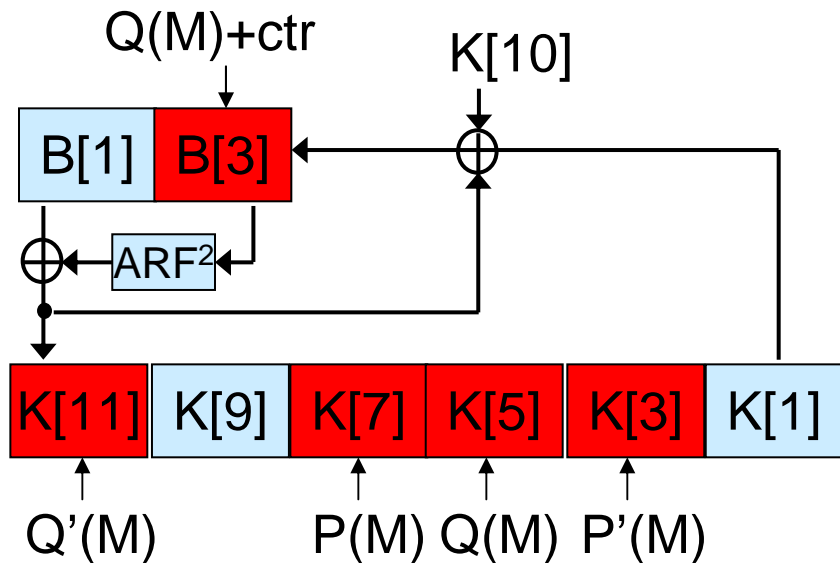 Q(M)+ctr
K[10]
B[1] B[3]
ARF²
K[11] K[9] K[7] K[5] K[3] K[1]
Q’(M) P(M) Q(M) P’(M)